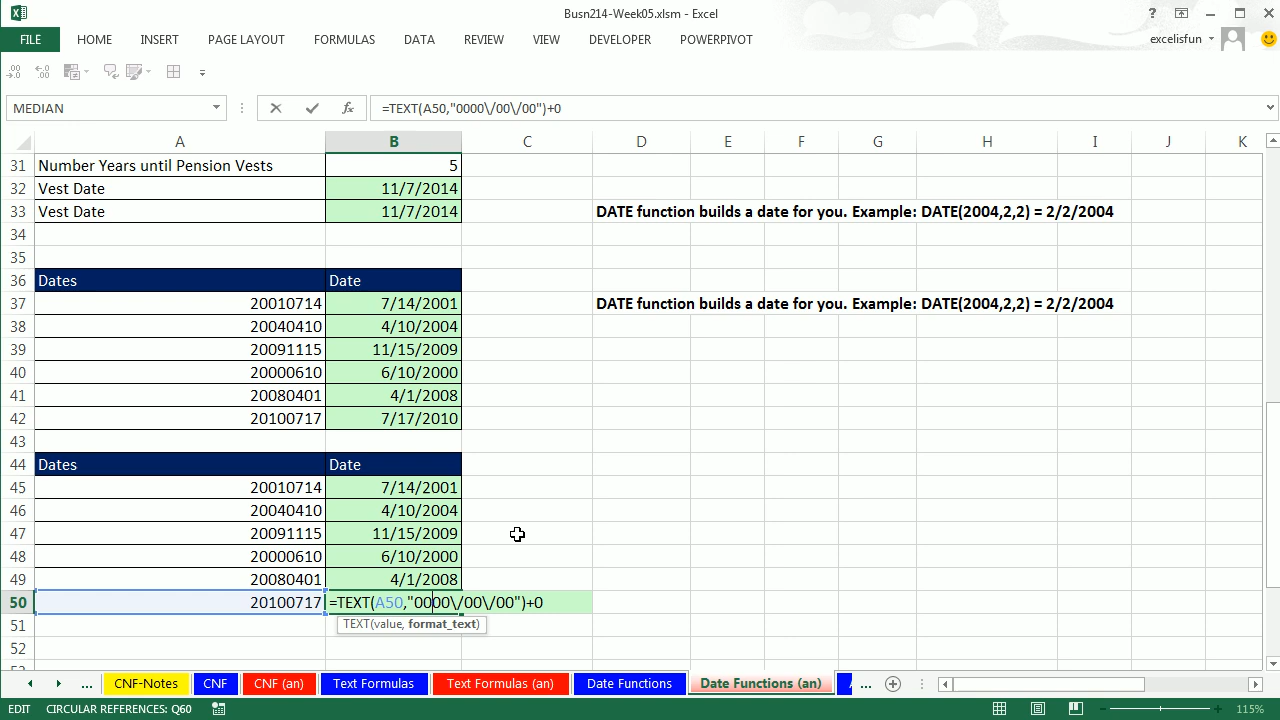 Busn214-Week05.xlsm - Excel
FILE HOME INSERT PAGE LAYOUT FORMULAS DATA REVIEW VIEW DEVELOPER POWERPIVOT excelisfun
MEDIAN =TEXT(A50,"0000\/00\/00")+0
A B C D E F G H I J K
31 Number Years until Pension Vests 5
32 Vest Date 11/7/2014
33 Vest Date 11/7/2014 DATE function builds a date for you. Example: DATE(2004,2,2) = 2/2/2004
34
35
36 Dates Date
37 20010714 7/14/2001 DATE function builds a date for you. Example: DATE(2004,2,2) = 2/2/2004
38 20040410 4/10/2004
39 20091115 11/15/2009
40 20000610 6/10/2000
41 20080401 4/1/2008
42 20100717 7/17/2010
43
44 Dates Date
45 20010714 7/14/2001
46 20040410 4/10/2004
47 20091115 11/15/2009
48 20000610 6/10/2000
49 20080401 4/1/2008
50 20100717 =TEXT(A50,"0000\/00\/00")+0
51 TEXT(value, format_text)
52
... CNF-Notes CNF CNF (an) Text Formulas Text Formulas (an) Date Functions Date Functions (an) ...
EDIT CIRCULAR REFERENCES: Q60 115%